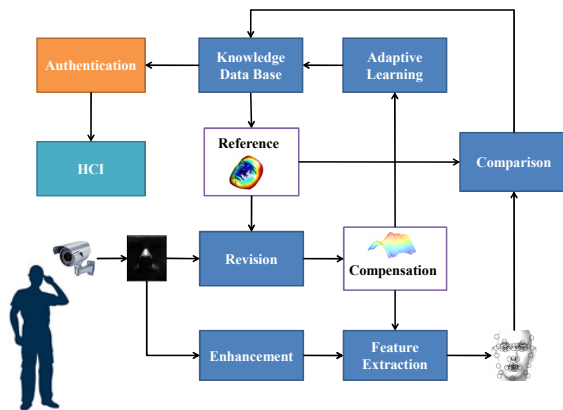 Authentication
Knowledge
Data Base
Adaptive
Learning
Reference
HCI
Comparison
Revision
Compensation
Enhancement
Feature
Extraction